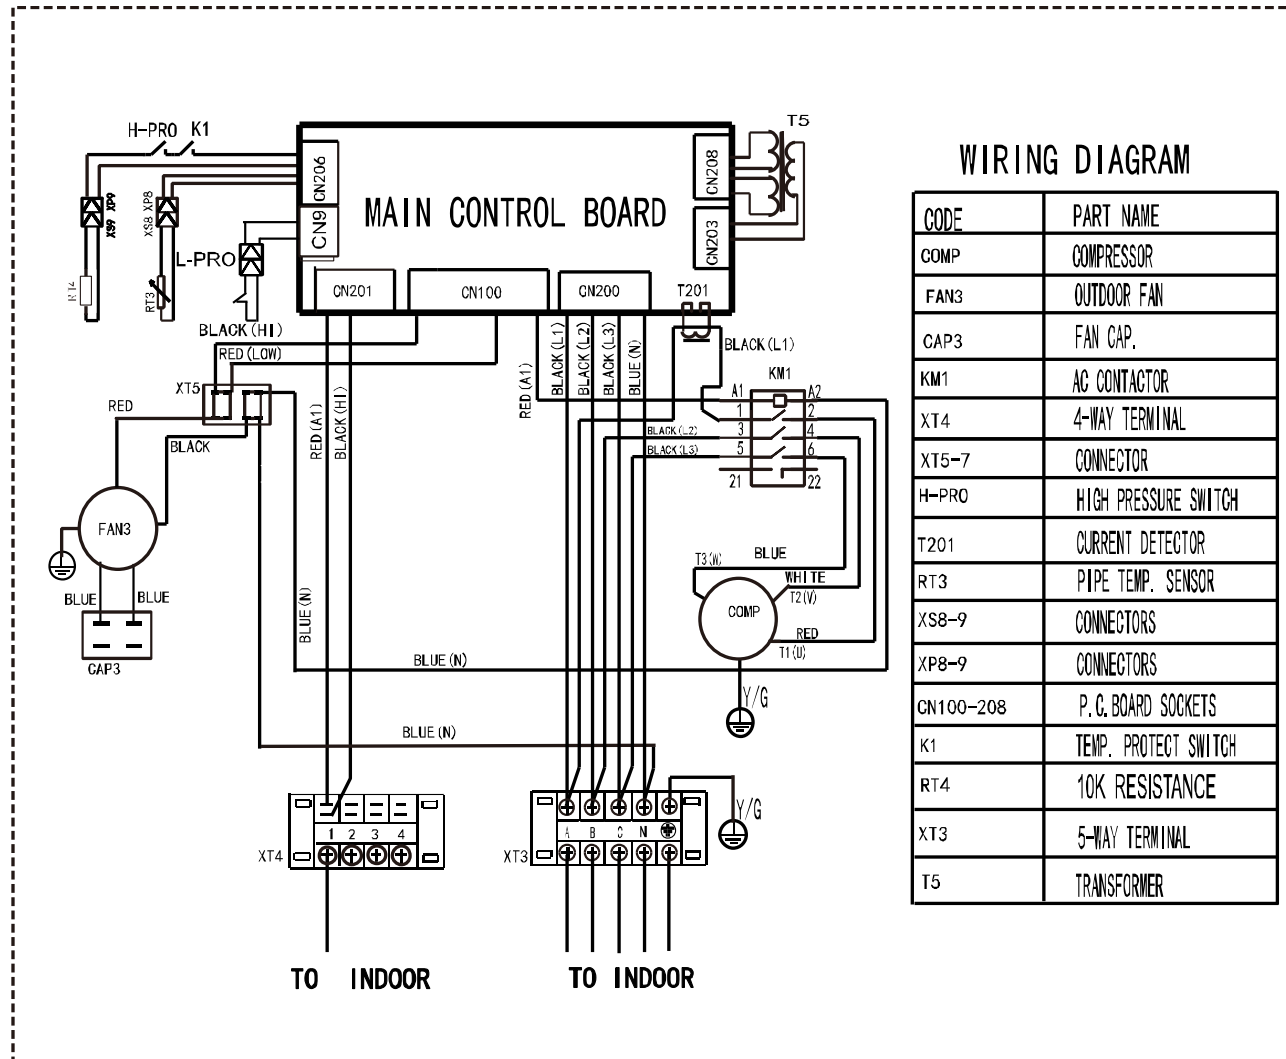 WIRING DIAGRAM
CODE PART NAME
COMP COMPRESSOR
FAN3 OUTDOOR FAN
CAP3 FAN CAP.
KM1 AC CONTACTOR
XT4 4-WAY TERMINAL
XT5-7 CONNECTOR
H-PRO HIGH PRESSURE SWITCH
T201 CURRENT DETECTOR
RT3 PIPE TEMP. SENSOR
XS8-9 CONNECTORS
XP8-9 CONNECTORS
CN100-208 P.C.BOARD SOCKETS
K1 TEMP. PROTECT SWITCH
RT4 10K RESISTANCE
XT3 5-WAY TERMINAL
T5 TRANSFORMER
H-PRO K1
T5
CN206
CN208
XS9 XP9
XS8 XP8
MAIN CONTROL BOARD
CN9
CN203
L-PRO
RT4
RT3
CN201
CN100
CN200
T201
BLACK(HI)
RED(LOW)
BLACK(L1)
BLACK(L2)
BLACK(L3)
BLUE(N)
BLACK(L1)
RED(A1)
KM1
XT5
A1 A2
RED
1 2
BLACK(L2)
3 4
BLACK
RED(A1)
BLACK(HI)
BLACK(L3)
5 6
21 22
FAN3
T3(W)
BLUE
WHITE
T2(V)
COMP
RED
T1(U)
BLUE
BLUE
BLUE(N)
CAP3
BLUE(N)
Y/G
BLUE(N)
Y/G
1 2 3 4
XT4
A B C N
XT3
TO INDOOR
TO INDOOR